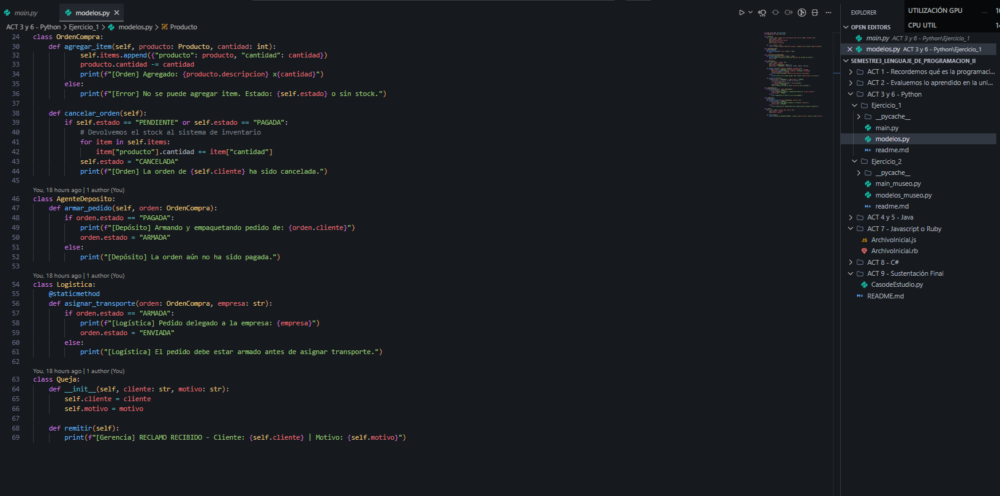 main.py
modelos.py
ACT 3 y 6 - Python > Ejercicio_1 > modelos.py > Producto
24 class OrdenCompra:
30 def agregar_item(self, producto: Producto, cantidad: int):
32 self.items.append({"producto": producto, "cantidad": cantidad})
33 producto.cantidad -= cantidad
34 print(f"[Orden] Agregado: {producto.descripcion} x{cantidad}")
35 else:
36 print(f"[Error] No se puede agregar item. Estado: {self.estado} o sin stock.")
37
38 def cancelar_orden(self):
39 if self.estado == "PENDIENTE" or self.estado == "PAGADA":
40 # Devolvemos el stock al sistema de inventario
41 for item in self.items:
42 item["producto"].cantidad += item["cantidad"]
43 self.estado = "CANCELADA"
44 print(f"[Orden] La orden de {self.cliente} ha sido cancelada.")
45
You, 18 hours ago | 1 author (You)
46 class AgenteDeposito:
47 def armar_pedido(self, orden: OrdenCompra):
48 if orden.estado == "PAGADA":
49 print(f"[Depósito] Armando y empaquetando pedido de: {orden.cliente}")
50 orden.estado = "ARMADA"
51 else:
52 print("[Depósito] La orden aún no ha sido pagada.")
53
You, 18 hours ago | 1 author (You)
54 class Logistica:
55 @staticmethod
56 def asignar_transporte(orden: OrdenCompra, empresa: str):
57 if orden.estado == "ARMADA":
58 print(f"[Logística] Pedido delegado a la empresa: {empresa}")
59 orden.estado = "ENVIADA"
60 else:
61 print("[Logística] El pedido debe estar armado antes de asignar transporte.")
62
You, 18 hours ago | 1 author (You)
63 class Queja:
64 def __init__(self, cliente: str, motivo: str):
65 self.cliente = cliente
66 self.motivo = motivo
67
68 def remitir(self):
69 print(f"[Gerencia] RECLAMO RECIBIDO - Cliente: {self.cliente} | Motivo: {self.motivo}")
EXPLORER
UTILIZACIÓN GPU ...
CPU UTIL
OPEN EDITORS
main.py ACT 3 y 6 - Python\Ejercicio_1
modelos.py ACT 3 y 6 - Python\Ejercicio_1
SEMESTRE3_LENGUAJE_DE_PROGRAMACION_II
ACT 1 - Recordemos qué es la programaci...
ACT 2 - Evaluemos lo aprendido en la uni...
ACT 3 y 6 - Python
Ejercicio_1
__pycache__
main.py
modelos.py
readme.md
Ejercicio_2
__pycache__
main_museo.py
modelos_museo.py
readme.md
ACT 4 y 5 - Java
ACT 7 - Javascript o Ruby
JS ArchivoInicial.js
ArchivoInicial.rb
ACT 8 - C#
ACT 9 - Sustentación Final
CasodeEstudio.py
README.md